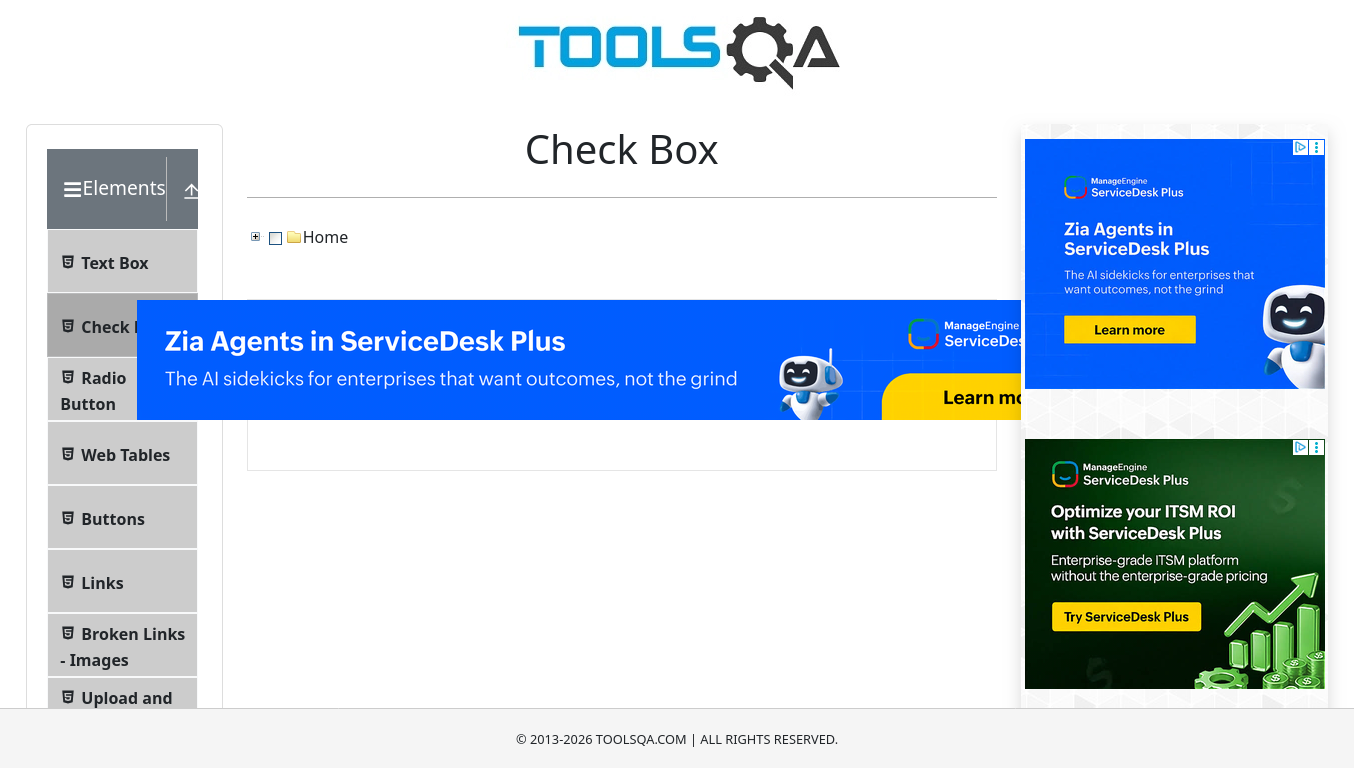 TOOLSQA
Check Box
Elements
Text Box
Radio
Button
Web Tables
Buttons
Links
Broken Links
- Images
Upload and
Home
Zia Agents in ServiceDesk Plus
The AI sidekicks for enterprises that want outcomes, not the grind
ManageEngine
ManageEngine
ServiceDesk Plus
Zia Agents in
ServiceDesk Plus
The AI sidekicks for enterprises that
want outcomes, not the grind
Learn more
ManageEngine
ServiceDesk Plus
Optimize your ITSM ROI
with ServiceDesk Plus
Enterprise-grade ITSM platform
without the enterprise-grade pricing
Try ServiceDesk Plus
© 2013-2026 TOOLSQA.COM | ALL RIGHTS RESERVED.